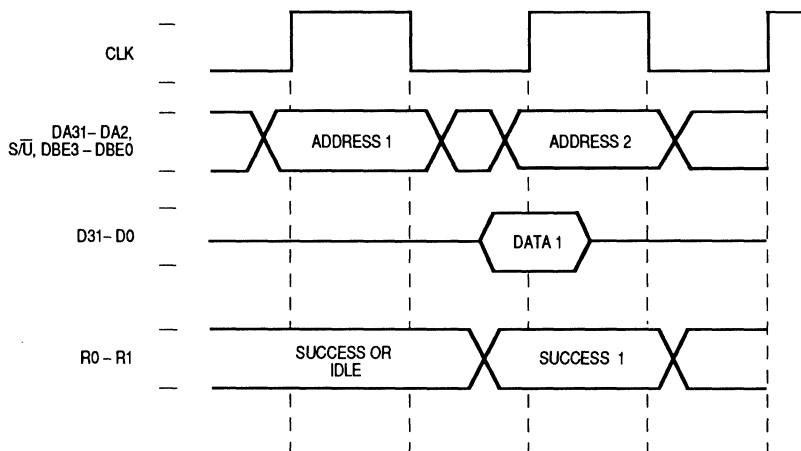 CLK
DA31– DA2,
S/U̅, DBE3 – DBE0
ADDRESS 1
ADDRESS 2
D31– D0
DATA 1
R0 – R1
SUCCESS OR
IDLE
SUCCESS 1